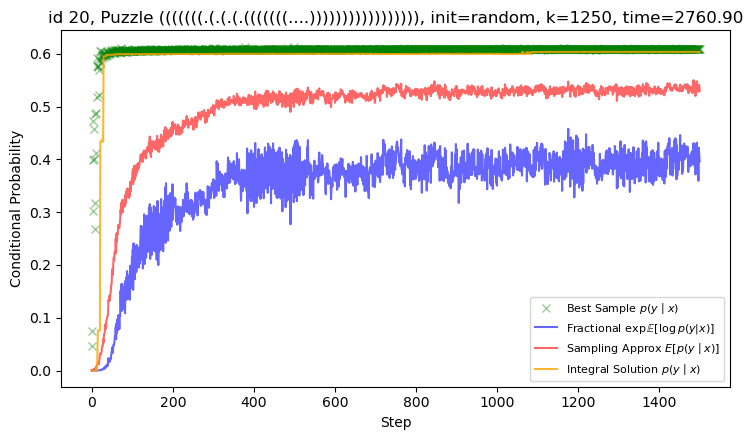 id 20, Puzzle (((((((.(.(.(.(((((((....))))))))))))))))), init=random, k=1250, time=2760.90
0.6
0.5
0.4
0.3
0.2
0.1
0.0
Conditional Probability
Best Sample p(y | x)
Fractional exp𝔼[log p(y|x)]
Sampling Approx E[p(y | x)]
Integral Solution p(y | x)
0 200 400 600 800 1000 1200 1400
Step